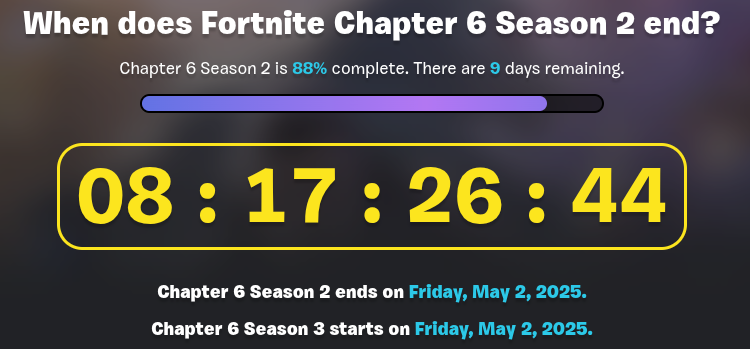 When does Fortnite Chapter 6 Season 2 end?
Chapter 6 Season 2 is 88% complete. There are 9 days remaining.
08 : 17 : 26 : 44
Chapter 6 Season 2 ends on Friday, May 2, 2025.
Chapter 6 Season 3 starts on Friday, May 2, 2025.